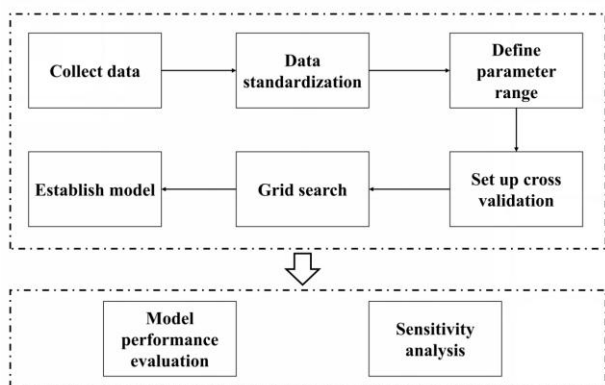 Collect data
Data
standardization
Define
parameter
range
Establish model
Grid search
Set up cross
validation
Model
performance
evaluation
Sensitivity
analysis